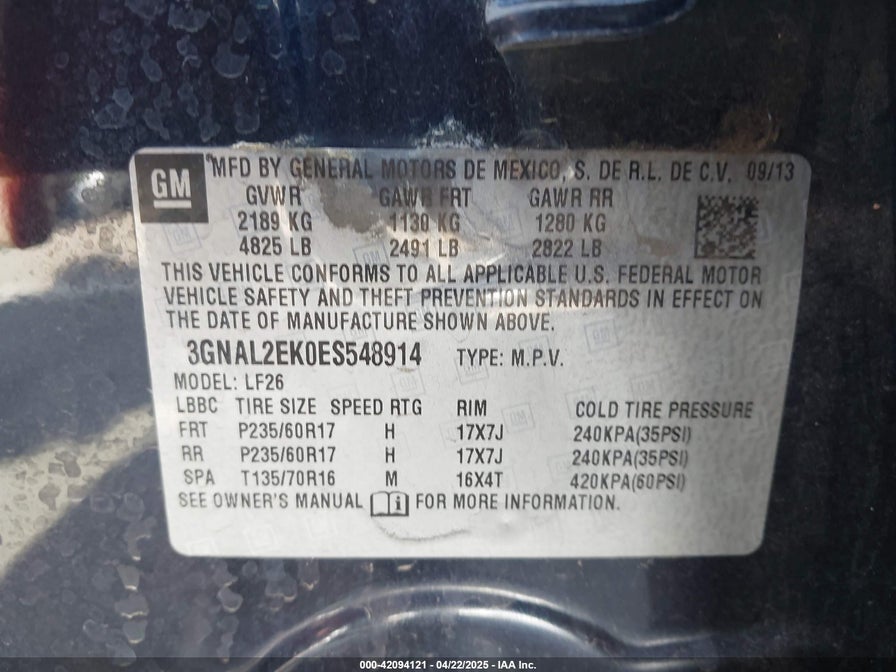 GM
MFD BY GENERAL MOTORS DE MEXICO, S. DE R.L. DE C.V. 09/13
GVWR GAWR FRT GAWR RR
2189 KG 1130 KG 1280 KG
4825 LB 2491 LB 2822 LB
THIS VEHICLE CONFORMS TO ALL APPLICABLE U.S. FEDERAL MOTOR
VEHICLE SAFETY AND THEFT PREVENTION STANDARDS IN EFFECT ON
THE DATE OF MANUFACTURE SHOWN ABOVE.
3GNAL2EK0ES548914 TYPE: M.P.V.
MODEL: LF26
LBBC TIRE SIZE SPEED RTG RIM COLD TIRE PRESSURE
FRT P235/60R17 H 17X7J 240KPA(35PSI)
RR P235/60R17 H 17X7J 240KPA(35PSI)
SPA T135/70R16 M 16X4T 420KPA(60PSI)
SEE OWNER'S MANUAL i FOR MORE INFORMATION.
000-42094121 - 04/22/2025 - IAA Inc.